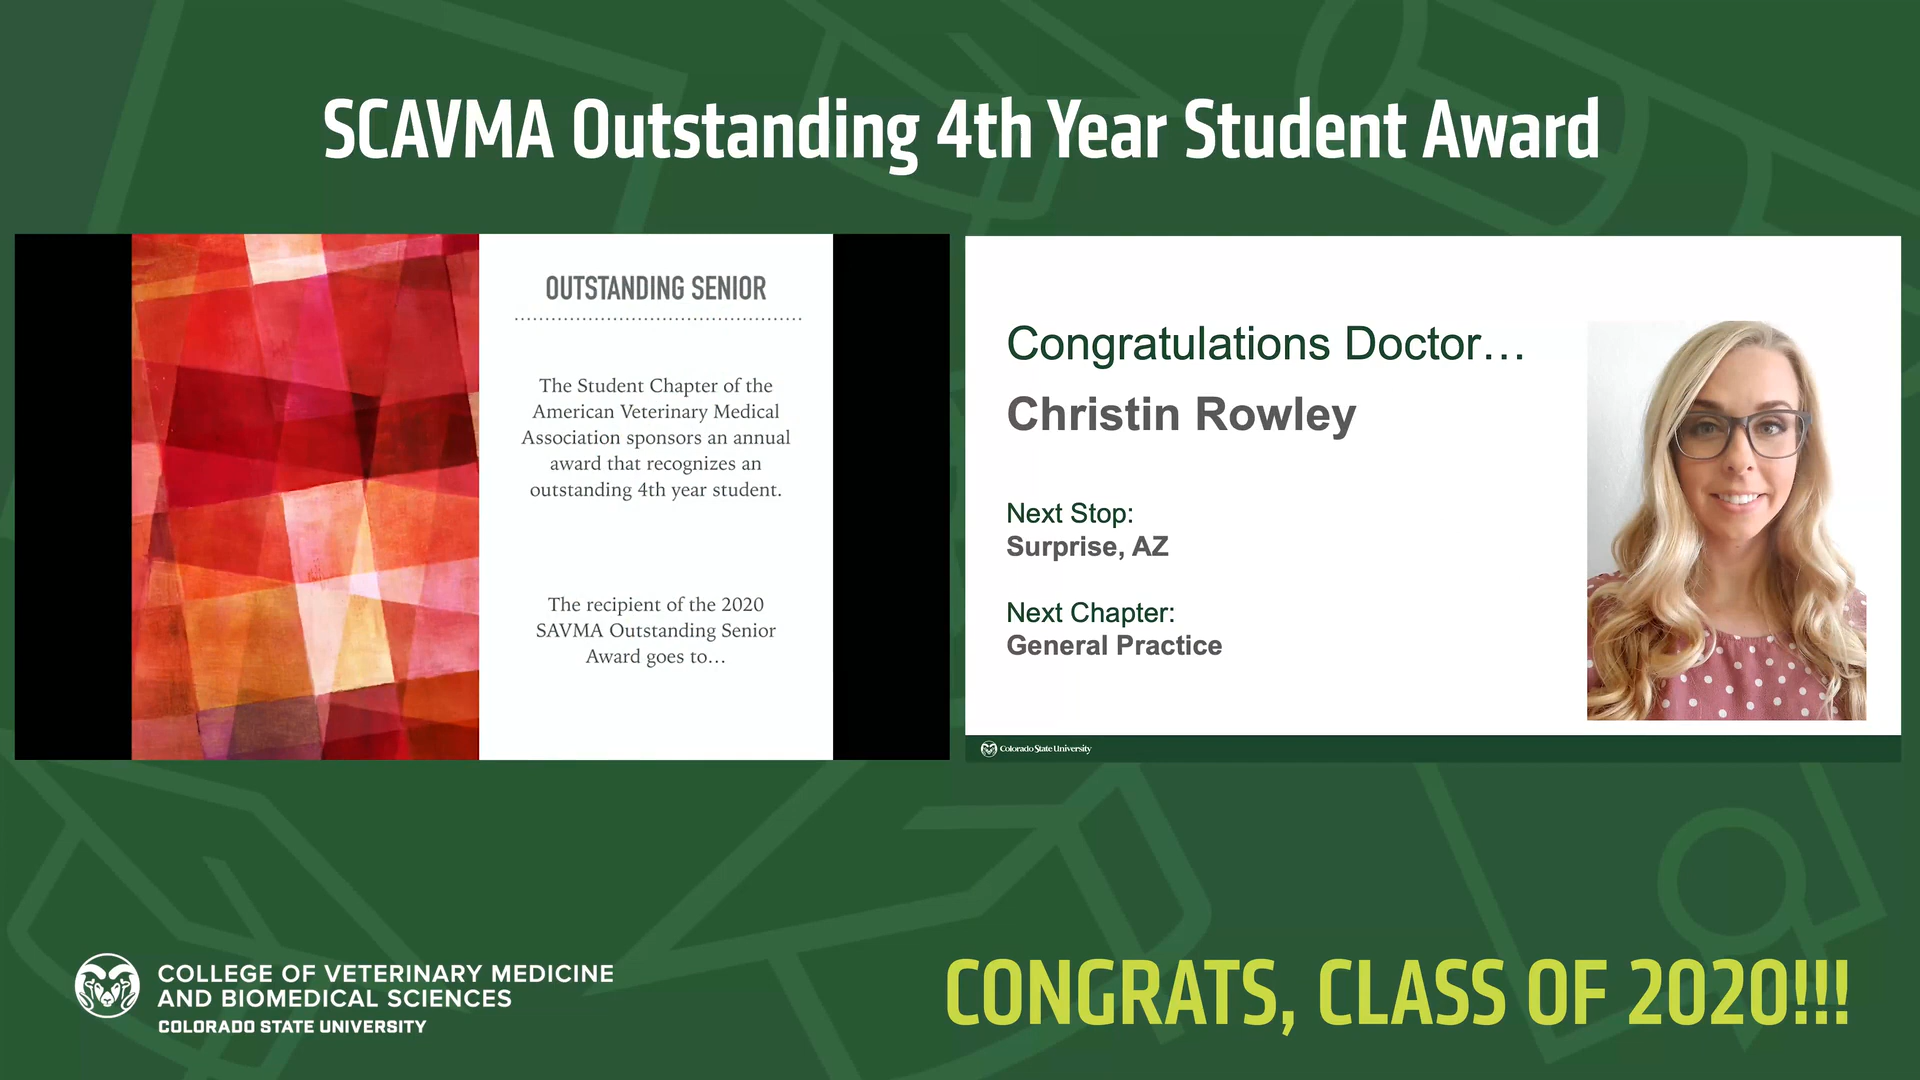 SCAVMA Outstanding 4th Year Student Award
OUTSTANDING SENIOR
The Student Chapter of the
American Veterinary Medical
Association sponsors an annual
award that recognizes an
outstanding 4th year student.
The recipient of the 2020
SAVMA Outstanding Senior
Award goes to…
Congratulations Doctor…
Christin Rowley
Next Stop:
Surprise, AZ
Next Chapter:
General Practice
Colorado State University
COLLEGE OF VETERINARY MEDICINE
AND BIOMEDICAL SCIENCES
COLORADO STATE UNIVERSITY
CONGRATS, CLASS OF 2020!!!